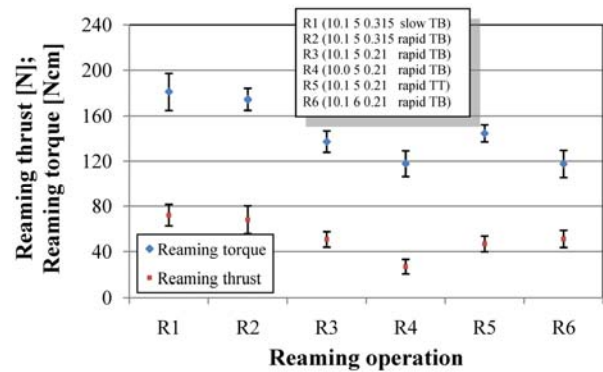 Reaming thrust [N];
Reaming torque [Ncm]
240
200
160
120
80
40
0
R1 (10.1 5 0.315 slow TB)
R2 (10.1 5 0.315 rapid TB)
R3 (10.1 5 0.21 rapid TB)
R4 (10.0 5 0.21 rapid TB)
R5 (10.1 5 0.21 rapid TT)
R6 (10.1 6 0.21 rapid TB)
Reaming torque
Reaming thrust
R1 R2 R3 R4 R5 R6
Reaming operation